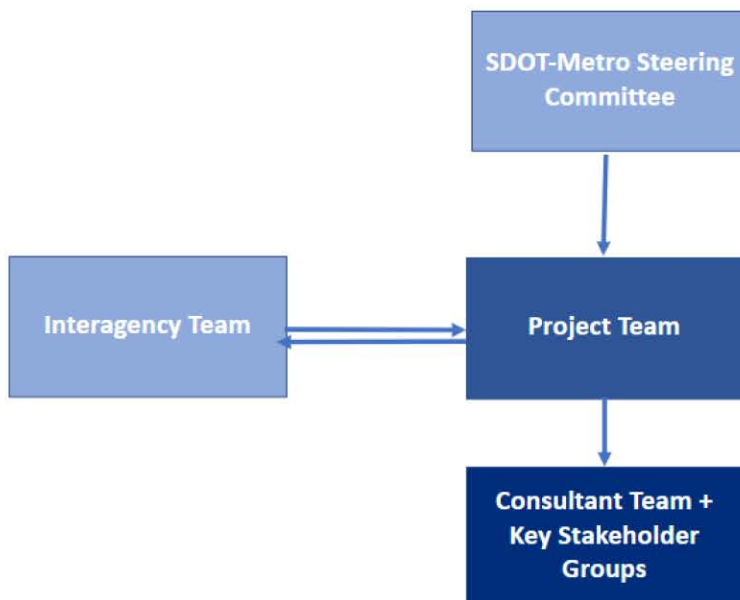 SDOT-Metro Steering
Committee
Interagency Team
Project Team
Consultant Team +
Key Stakeholder
Groups